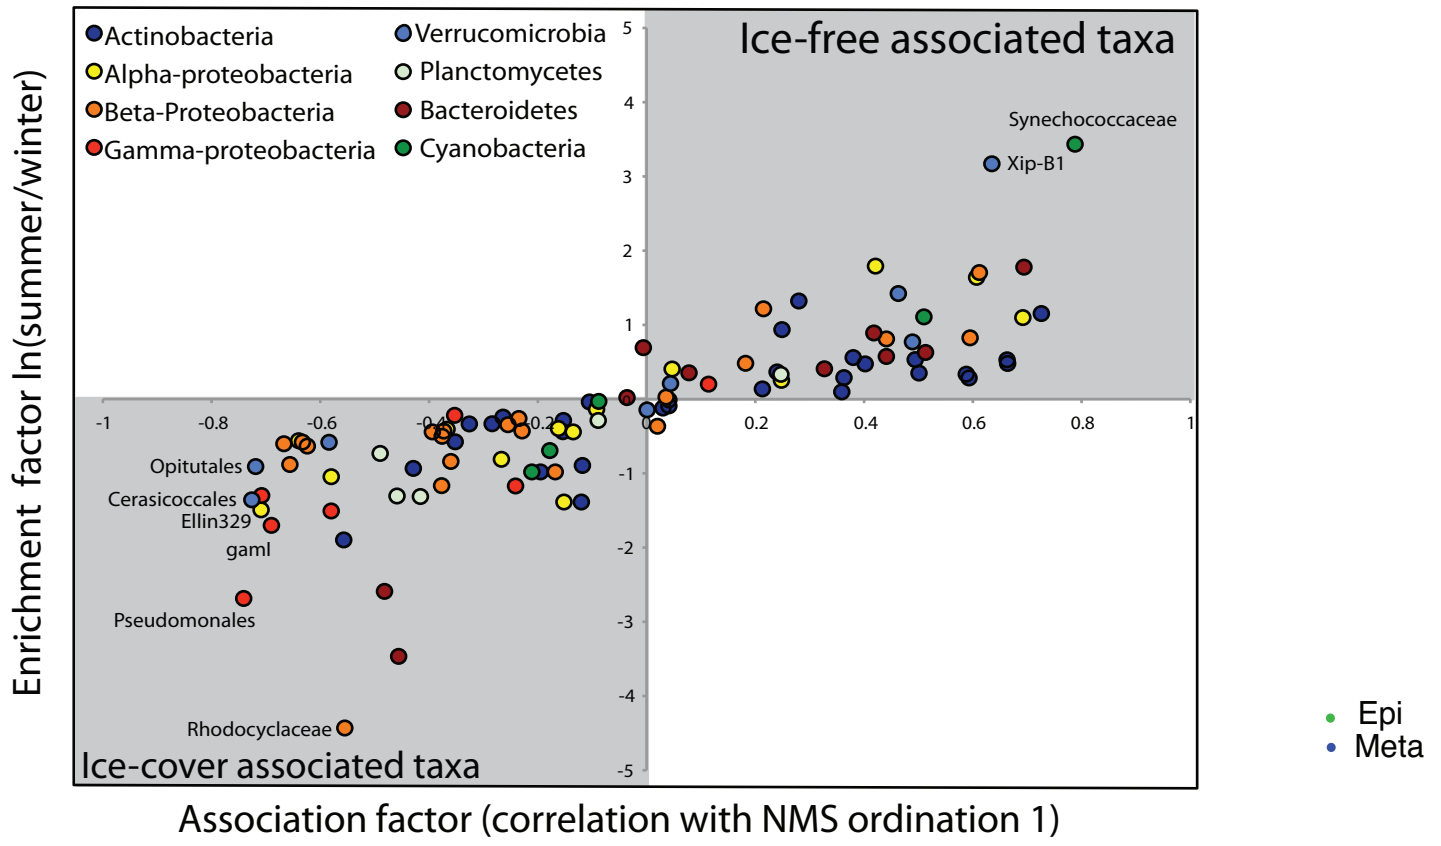 Ice-free associated taxa
Actinobacteria
Verrucomicrobia
Alpha-proteobacteria
Planctomycetes
Beta-Proteobacteria
Bacteroidetes
Gamma-proteobacteria
Cyanobacteria
Enrichment factor ln(summer/winter)
5
4
3
2
1
0
-1
-2
-3
-4
-5
-1
-0.8
-0.6
-0.4
-0.2
0.2
0.4
0.6
0.8
1
Synechococcaceae
Xip-B1
Opitutales
Cerasicoccales
Ellin329
gamI
Pseudomonales
Rhodocyclaceae
Ice-cover associated taxa
Epi
Meta
Association factor (correlation with NMS ordination 1)